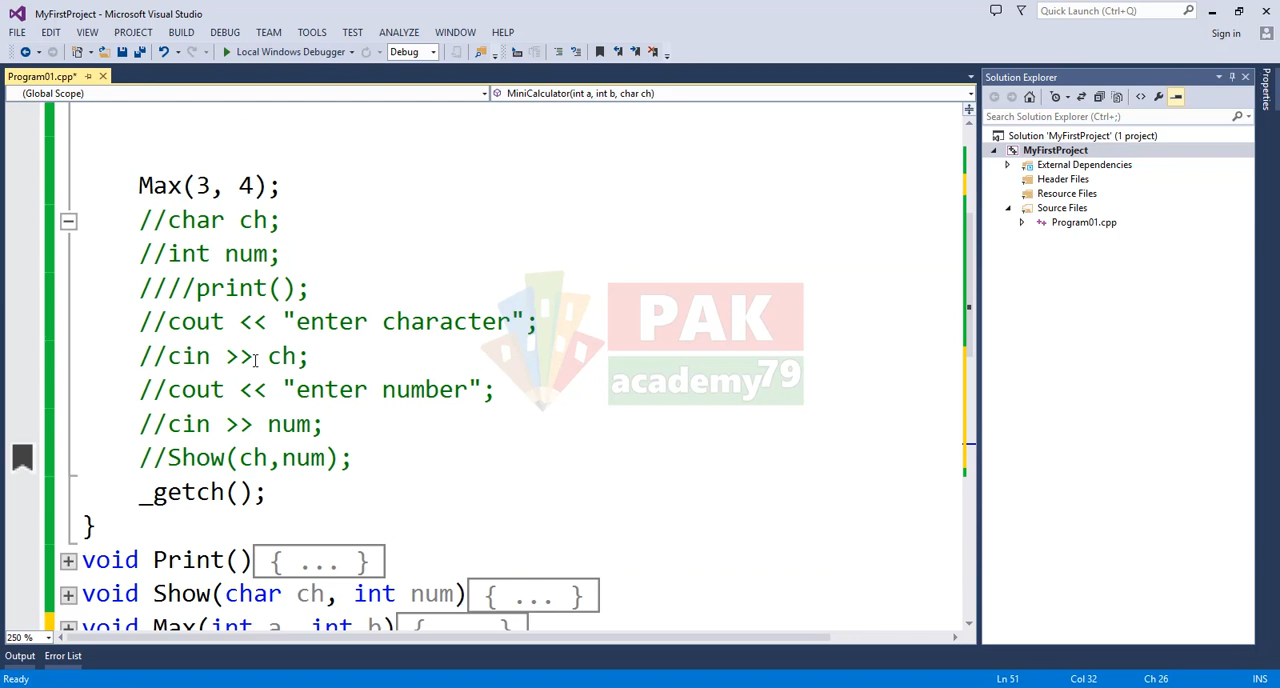 MyFirstProject - Microsoft Visual Studio
Quick Launch (Ctrl+Q)
FILE EDIT VIEW PROJECT BUILD DEBUG TEAM TOOLS TEST ANALYZE WINDOW HELP
Sign in
Local Windows Debugger Debug
Program01.cpp*
(Global Scope)
MiniCalculator(int a, int b, char ch)
Max(3, 4);
//char ch;
//int num;
////print();
//cout << "enter character";
//cin >> ch;
//cout << "enter number";
//cin >> num;
//Show(ch,num);
_getch();
}
void Print(){ ... }
void Show(char ch, int num){ ... }
void Max(int a, int b){ ... }
250 %
PAK
academy79
Solution Explorer
Search Solution Explorer (Ctrl+;)
Solution 'MyFirstProject' (1 project)
MyFirstProject
External Dependencies
Header Files
Resource Files
Source Files
Program01.cpp
Properties
Output Error List
Ready
Ln 51 Col 32 Ch 26 INS